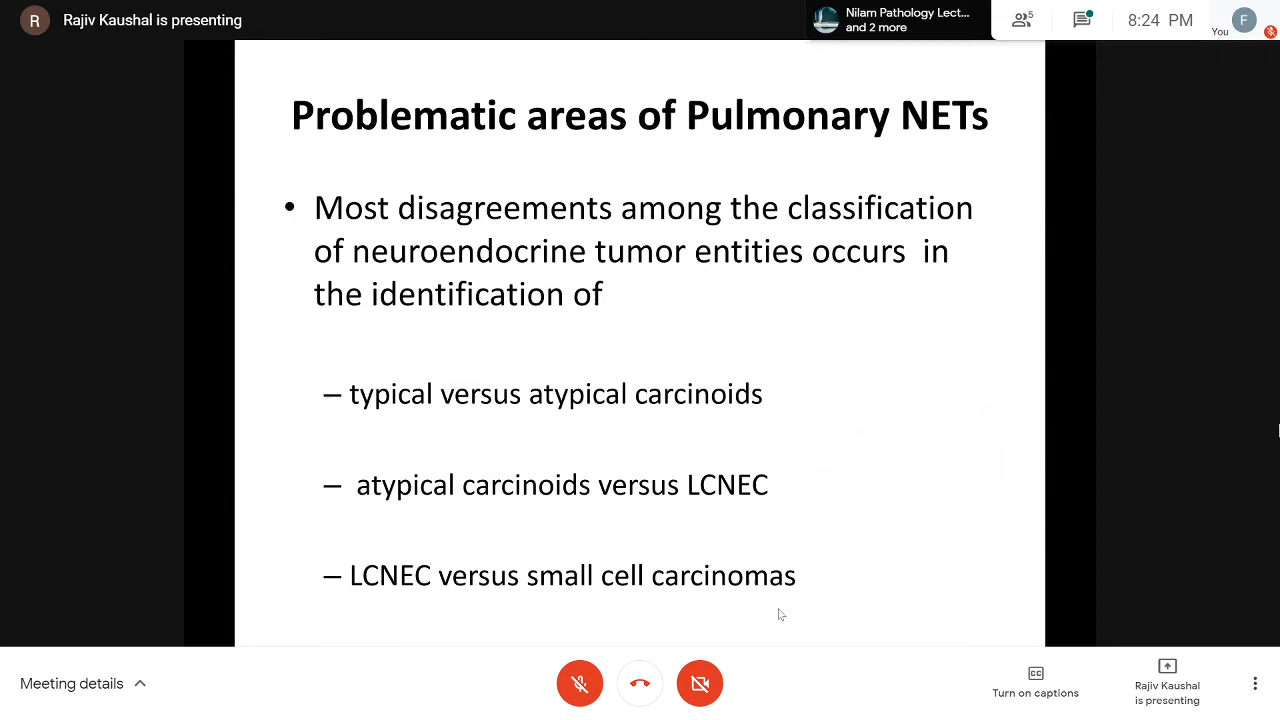 R
Rajiv Kaushal is presenting
Nilam Pathology Lect...
and 2 more
5
8:24 PM
You
F
Problematic areas of Pulmonary NETs
• Most disagreements among the classification
of neuroendocrine tumor entities occurs in
the identification of
– typical versus atypical carcinoids
– atypical carcinoids versus LCNEC
– LCNEC versus small cell carcinomas
Meeting details
CC
Turn on captions
Rajiv Kaushal
is presenting